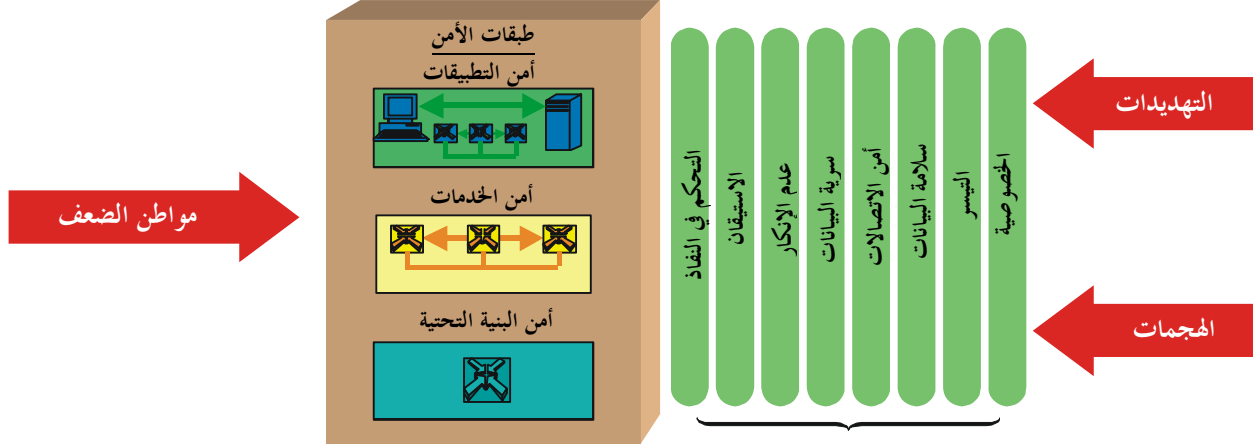 طبقات الأمن
أمن التطبيقات
أمن الخدمات
أمن البنية التحتية
التهديدات
الهجمات
الخصوصية
التيسر
سلامة البيانات
أمن الاتصالات
سرية البيانات
عدم الإنكار
الاستيقان
التحكم في النفاذ
مواطن الضعف